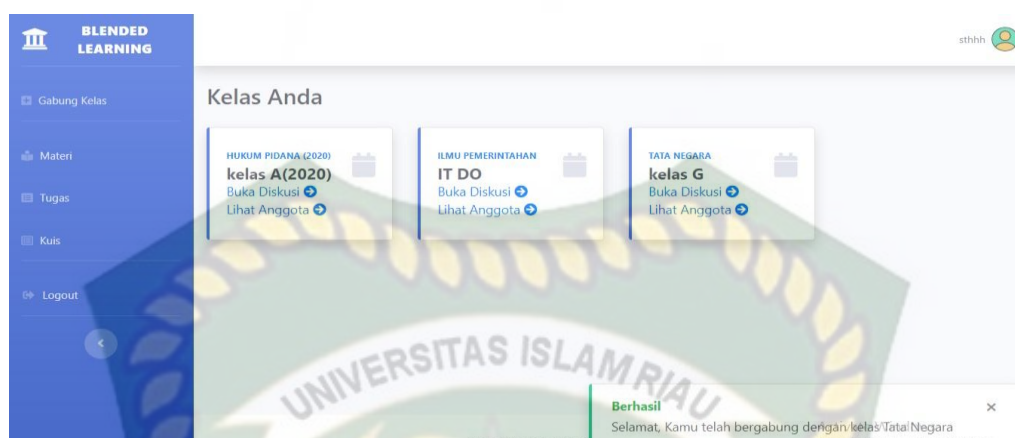 BLENDED
LEARNING
sthhh
Gabung Kelas
Materi
Tugas
Kuis
Logout
Kelas Anda
HUKUM PIDANA (2020)
kelas A(2020)
Buka Diskusi
Lihat Anggota
ILMU PEMERINTAHAN
IT DO
Buka Diskusi
Lihat Anggota
TATA NEGARA
kelas G
Buka Diskusi
Lihat Anggota
UNIVERSITAS ISLAM RIAU
Berhasil
Selamat, Kamu telah bergabung dengan kelas Tata Negara